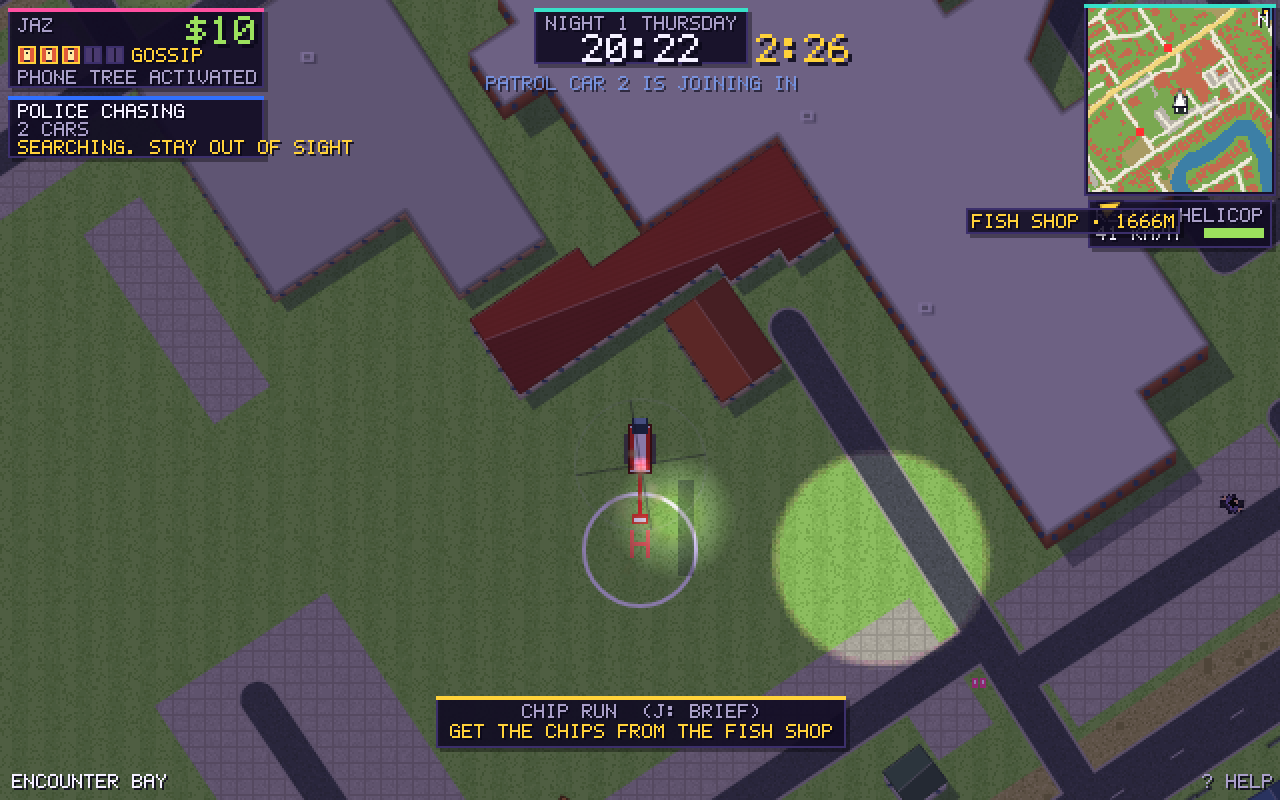 JAZ $10
GOSSIP
PHONE TREE ACTIVATED
POLICE CHASING
2 CARS
SEARCHING. STAY OUT OF SIGHT
NIGHT 1 THURSDAY
20:22 2:26
PATROL CAR 2 IS JOINING IN
N
HELICOP
FISH SHOP · 1666M
41 KM/H
H
CHIP RUN (J: BRIEF)
GET THE CHIPS FROM THE FISH SHOP
ENCOUNTER BAY
? HELP